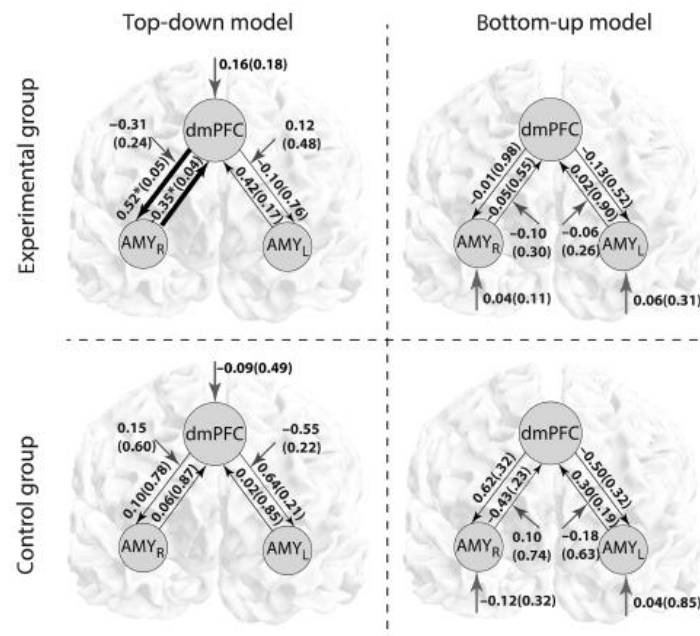 Top-down model
Bottom-up model
Experimental group
0.16(0.18)
dmPFC
−0.31
(0.24)
0.12
(0.48)
0.52*(0.05)
0.35*(0.04)
−0.10(0.76)
0.42(0.17)
AMYR
AMYL
dmPFC
−0.01(0.98)
0.05(0.55)
−0.13(0.52)
0.02(0.90)
−0.10
(0.30)
−0.06
(0.26)
AMYR
AMYL
0.04(0.11)
0.06(0.31)
Control group
−0.09(0.49)
dmPFC
0.15
(0.60)
−0.55
(0.22)
0.10(0.78)
0.06(0.87)
0.64(0.21)
0.02(0.85)
AMYR
AMYL
dmPFC
0.62(.32)
0.43(.23)
−0.50(0.32)
0.30(0.19)
0.10
(0.74)
−0.18
(0.63)
AMYR
AMYL
−0.12(0.32)
0.04(0.85)